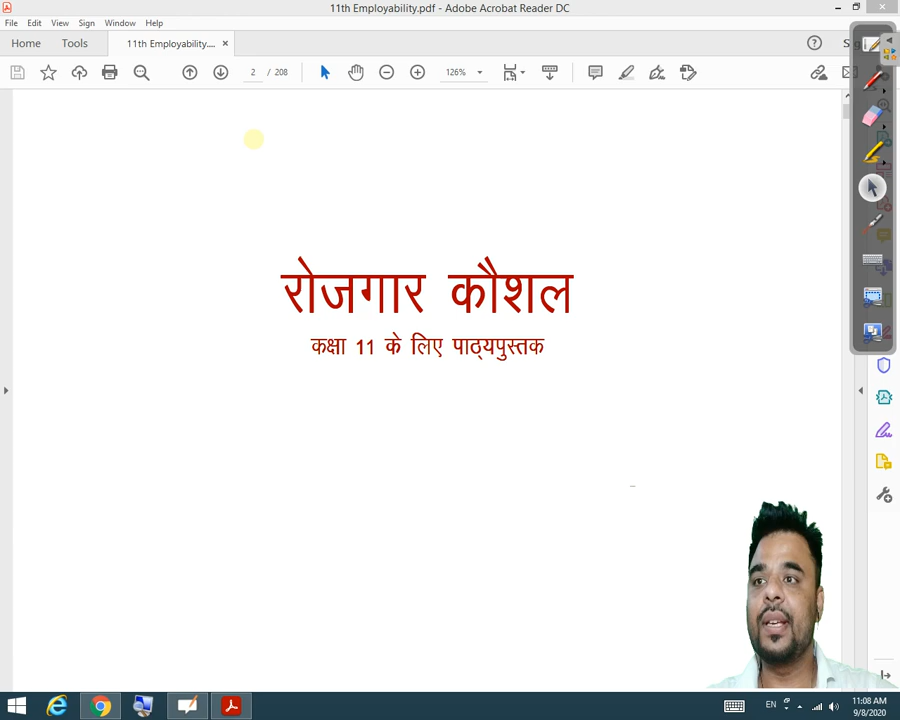 11th Employability.pdf - Adobe Acrobat Reader DC
File Edit View Sign Window Help
Home Tools 11th Employability.... ×
2 / 208 126%
रोजगार कौशल
कक्षा 11 के लिए पाठ्यपुस्तक
EN
11:08 AM
9/8/2020